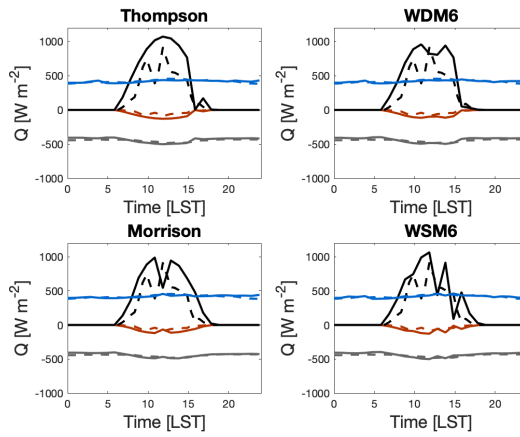 Thompson
WDM6
1000
500
0
-500
-1000
Q [W m-2]
0 5 10 15 20
Time [LST]
1000
500
0
-500
-1000
Q [W m-2]
0 5 10 15 20
Time [LST]
Morrison
WSM6
1000
500
0
-500
-1000
Q [W m-2]
0 5 10 15 20
Time [LST]
1000
500
0
-500
-1000
Q [W m-2]
0 5 10 15 20
Time [LST]